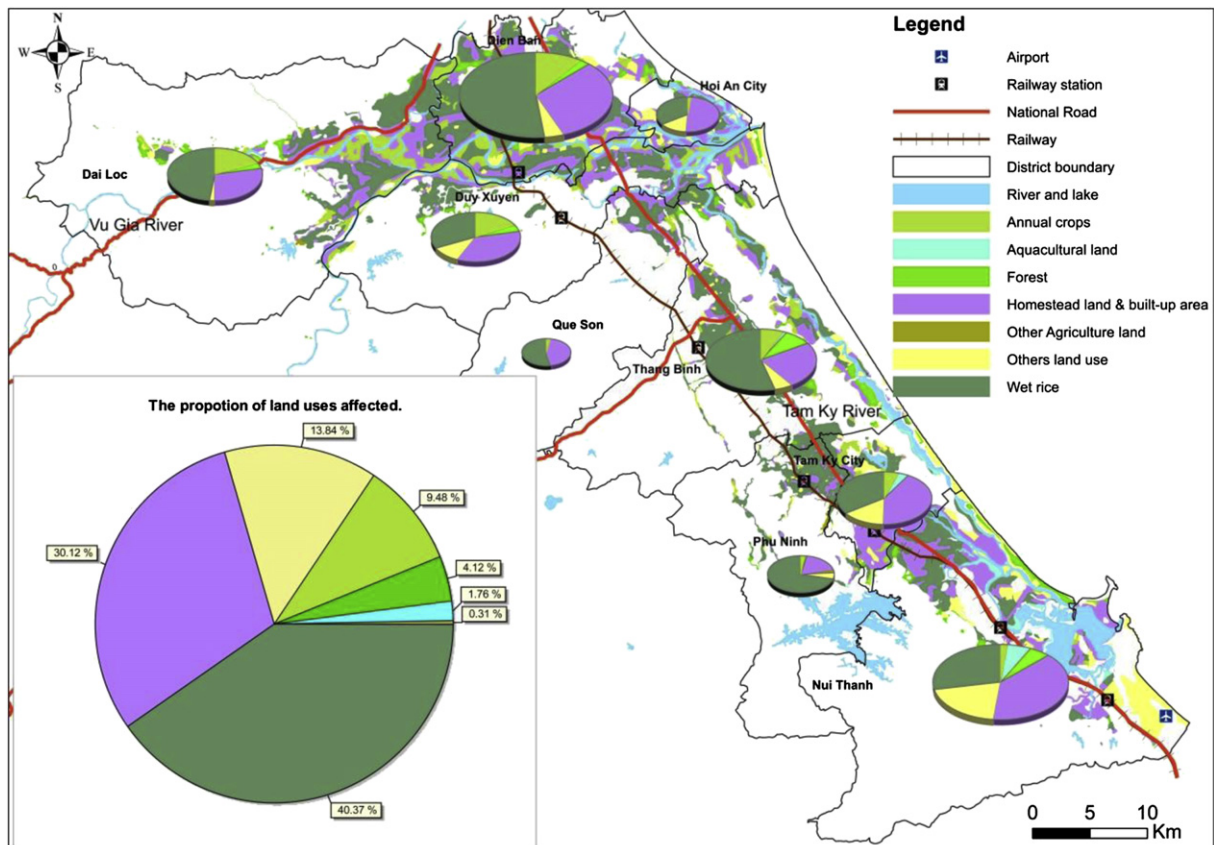 N
W
E
S
Dien Ban
Hoi An City
Dai Loc
Vu Gia River
Duy Xuyen
Que Son
Thang Binh
Tam Ky River
Tam Ky City
Phu Ninh
Nui Thanh
Legend
Airport
Railway station
National Road
Railway
District boundary
River and lake
Annual crops
Aquacultural land
Forest
Homestead land & built-up area
Other Agriculture land
Others land use
Wet rice
The propotion of land uses affected.
13.84 %
9.48 %
30.12 %
4.12 %
1.76 %
0.31 %
40.37 %
0 5 10
Km